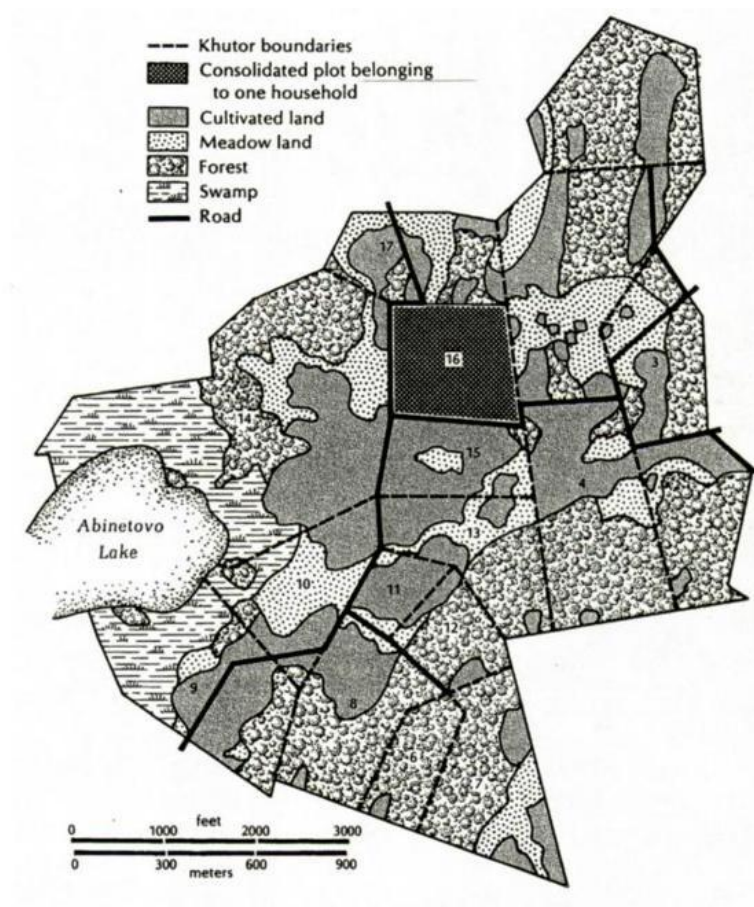 Khutor boundaries
Consolidated plot belonging
to one household
Cultivated land
Meadow land
Forest
Swamp
Road
1
17
16
3
14
15
4
Abinetovo
Lake
13
10
11
12
9
8
6
feet
0 1000 2000 3000
0 300 600 900
meters